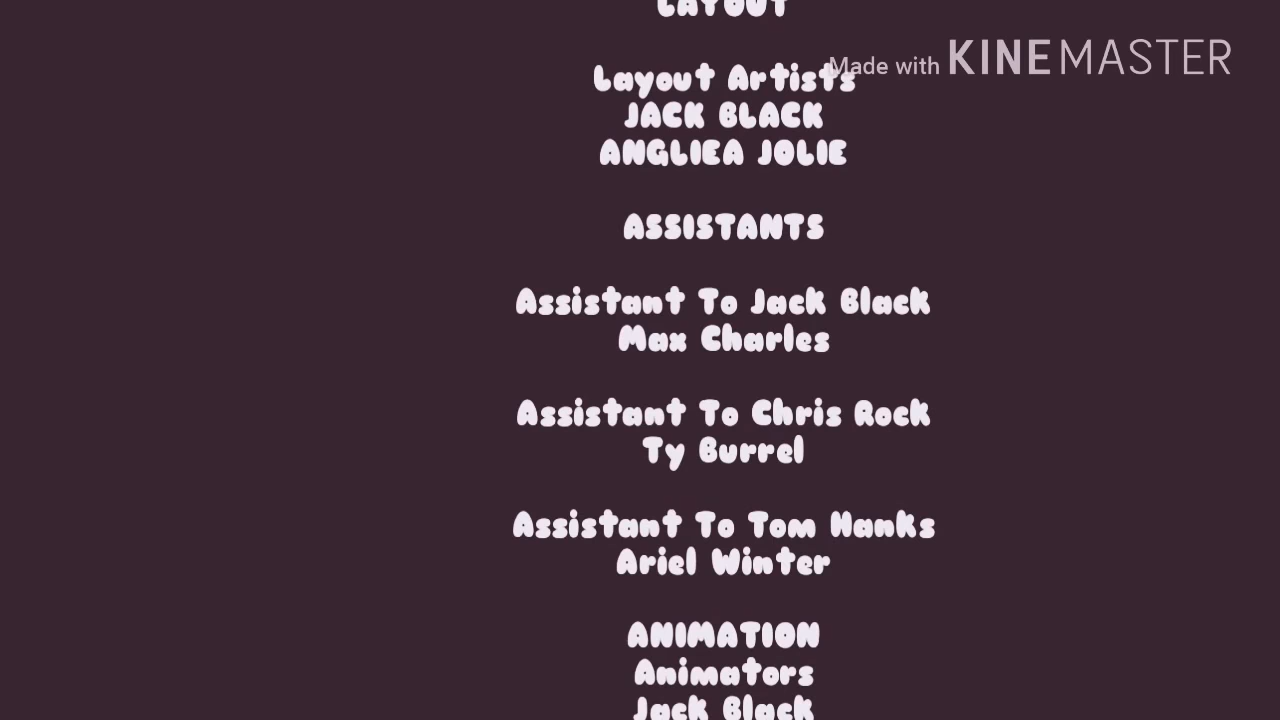 LAYOUT
Made with KINEMASTER
Layout Artists
JACK BLACK
ANGLIEA JOLIE
ASSISTANTS
Assistant To Jack Black
Max Charles
Assistant To Chris Rock
Ty Burrel
Assistant To Tom Hanks
Ariel Winter
ANIMATION
Animators
Jack Black